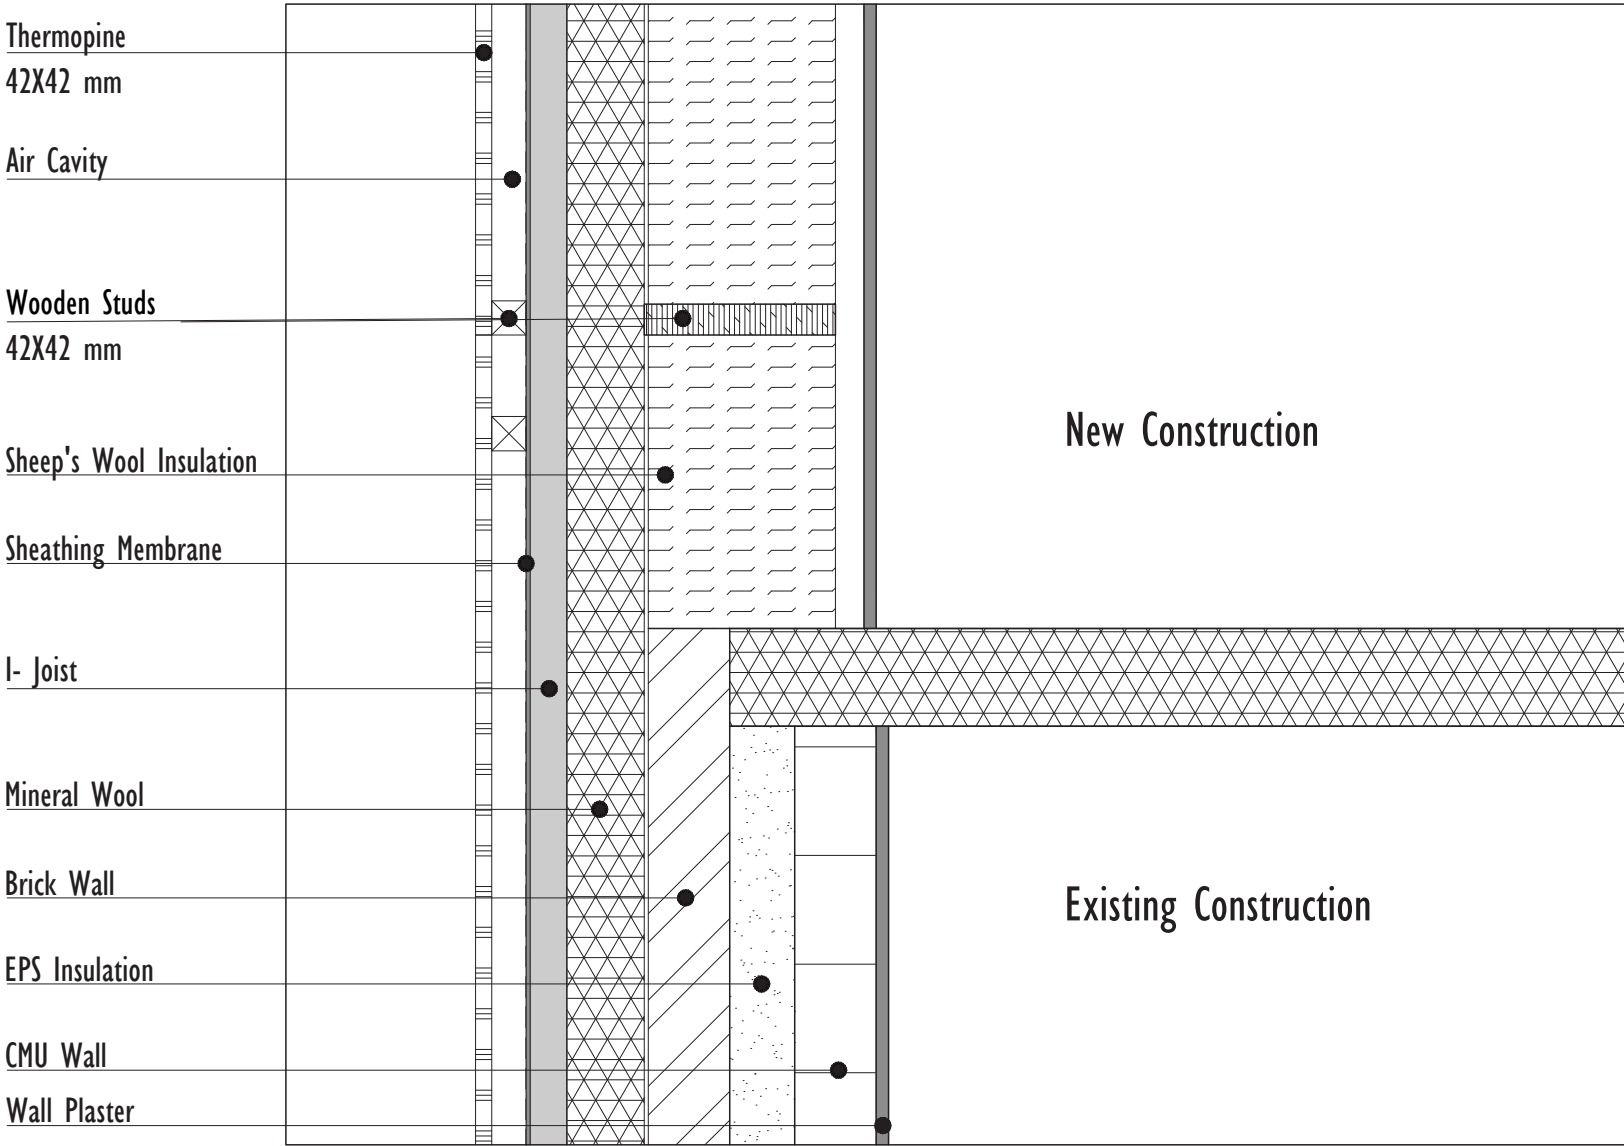 Thermopine
42X42 mm
Air Cavity
Wooden Studs
42X42 mm
New Construction
Sheep's Wool Insulation
Sheathing Membrane
I- Joist
Mineral Wool
Brick Wall
Existing Construction
EPS Insulation
CMU Wall
Wall Plaster